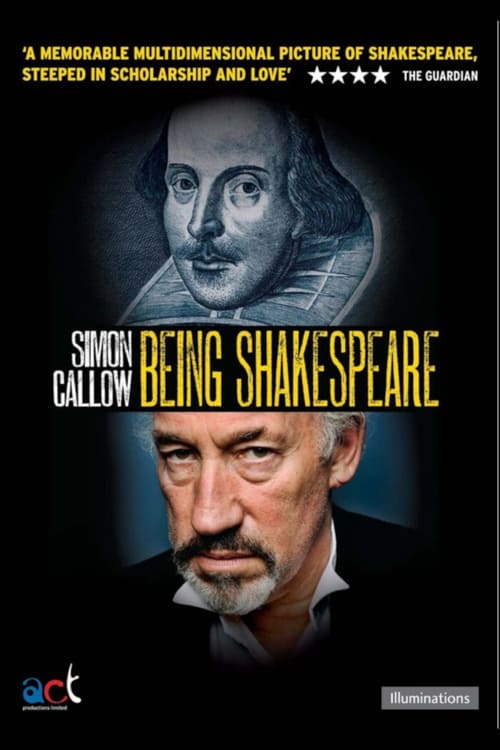 ‘A MEMORABLE MULTIDIMENSIONAL PICTURE OF SHAKESPEARE,
STEEPED IN SCHOLARSHIP AND LOVE’ ★★★★ THE GUARDIAN
SIMON
CALLOW
BEING SHAKESPEARE
act
productions limited
Illuminations